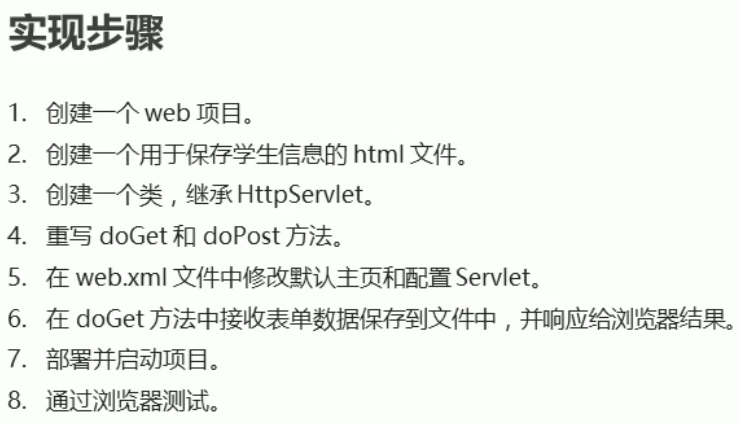 实现步骤
1. 创建一个 web 项目。
2. 创建一个用于保存学生信息的 html 文件。
3. 创建一个类，继承 HttpServlet。
4. 重写 doGet 和 doPost 方法。
5. 在 web.xml 文件中修改默认主页和配置 Servlet。
6. 在 doGet 方法中接收表单数据保存到文件中，并响应给浏览器结果。
7. 部署并启动项目。
8. 通过浏览器测试。